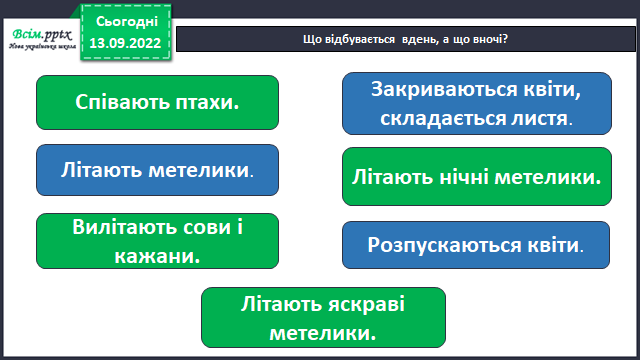 Всім.pptx
Нова українська школа
Сьогодні
13.09.2022
Що відбувається вдень, а що вночі?
Співають птахи.
Закриваються квіти,
складається листя.
Літають метелики.
Літають нічні метелики.
Вилітають сови і
кажани.
Розпускаються квіти.
Літають яскраві
метелики.